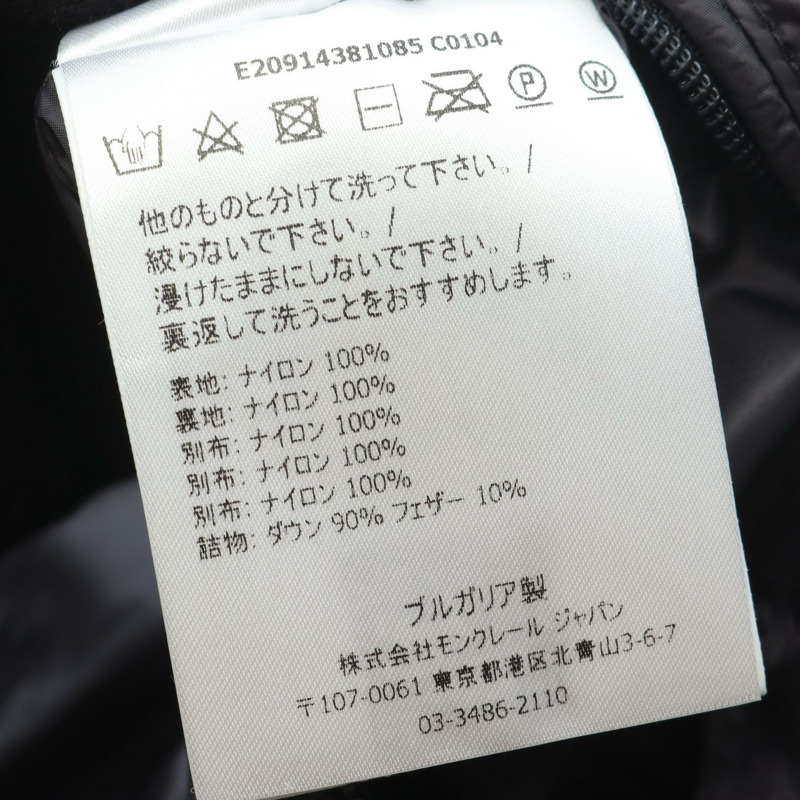 E20914381085 C0104
P W
他のものと分けて洗って下さい。/
絞らないで下さい。/
浸けたままにしないで下さい。/
裏返して洗うことをおすすめします。
表地: ナイロン 100%
裏地: ナイロン 100%
別布: ナイロン 100%
別布: ナイロン 100%
別布: ナイロン 100%
詰物: ダウン 90% フェザー 10%
ブルガリア製
株式会社モンクレール ジャパン
〒107-0061 東京都港区北青山3-6-7
03-3486-2110